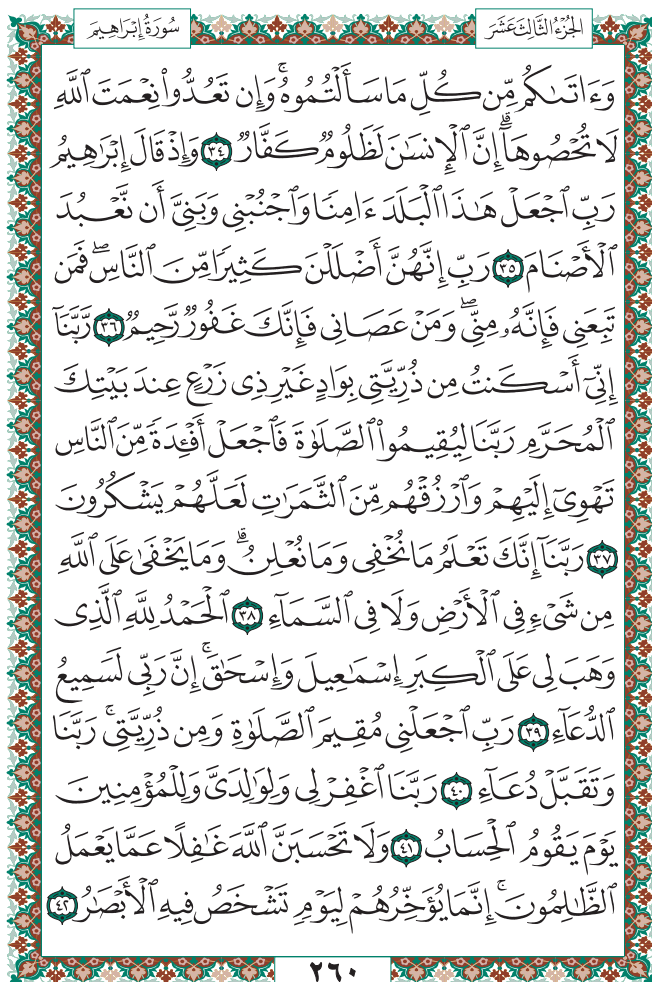 الجُزْءُ الثَّالِثَ عَشَرَ
سُورَةُ إِبْرَاهِيم
وَءَاتَىٰكُم مِّن كُلِّ مَا سَأَلْتُمُوهُۚ وَإِن تَعُدُّوا۟ نِعْمَتَ ٱللَّهِ
لَا تُحْصُوهَآۗ إِنَّ ٱلْإِنسَـٰنَ لَظَلُومٌ كَفَّارٌ ٣٤ وَإِذْ قَالَ إِبْرَٰهِيمُ
رَبِّ ٱجْعَلْ هَـٰذَا ٱلْبَلَدَ ءَامِنًا وَٱجْنُبْنِى وَبَنِىَّ أَن نَّعْبُدَ
ٱلْأَصْنَامَ ٣٥ رَبِّ إِنَّهُنَّ أَضْلَلْنَ كَثِيرًا مِّنَ ٱلنَّاسِۖ فَمَن
تَبِعَنِى فَإِنَّهُۥ مِنِّىۖ وَمَنْ عَصَانِى فَإِنَّكَ غَفُورٌ رَّحِيمٌ ٣٦ رَّبَّنَآ
إِنِّىٓ أَسْكَنتُ مِن ذُرِّيَّتِى بِوَادٍ غَيْرِ ذِى زَرْعٍ عِندَ بَيْتِكَ
ٱلْمُحَرَّمِ رَبَّنَا لِيُقِيمُوا۟ ٱلصَّلَوٰةَ فَٱجْعَلْ أَفْـِٔدَةً مِّنَ ٱلنَّاسِ
تَهْوِىٓ إِلَيْهِمْ وَٱرْزُقْهُم مِّنَ ٱلثَّمَرَٰتِ لَعَلَّهُمْ يَشْكُرُونَ
٣٧ رَبَّنَآ إِنَّكَ تَعْلَمُ مَا نُخْفِى وَمَا نُعْلِنُۗ وَمَا يَخْفَىٰ عَلَى ٱللَّهِ
مِن شَىْءٍ فِى ٱلْأَرْضِ وَلَا فِى ٱلسَّمَآءِ ٣٨ ٱلْحَمْدُ لِلَّهِ ٱلَّذِى
وَهَبَ لِى عَلَى ٱلْكِبَرِ إِسْمَـٰعِيلَ وَإِسْحَـٰقَۚ إِنَّ رَبِّى لَسَمِيعُ
ٱلدُّعَآءِ ٣٩ رَبِّ ٱجْعَلْنِى مُقِيمَ ٱلصَّلَوٰةِ وَمِن ذُرِّيَّتِىۚ رَبَّنَا
وَتَقَبَّلْ دُعَآءِ ٤٠ رَبَّنَا ٱغْفِرْ لِى وَلِوَٰلِدَىَّ وَلِلْمُؤْمِنِينَ
يَوْمَ يَقُومُ ٱلْحِسَابُ ٤١ وَلَا تَحْسَبَنَّ ٱللَّهَ غَـٰفِلًا عَمَّا يَعْمَلُ
ٱلظَّـٰلِمُونَۚ إِنَّمَا يُؤَخِّرُهُمْ لِيَوْمٍ تَشْخَصُ فِيهِ ٱلْأَبْصَـٰرُ ٤٢
٢٦٠